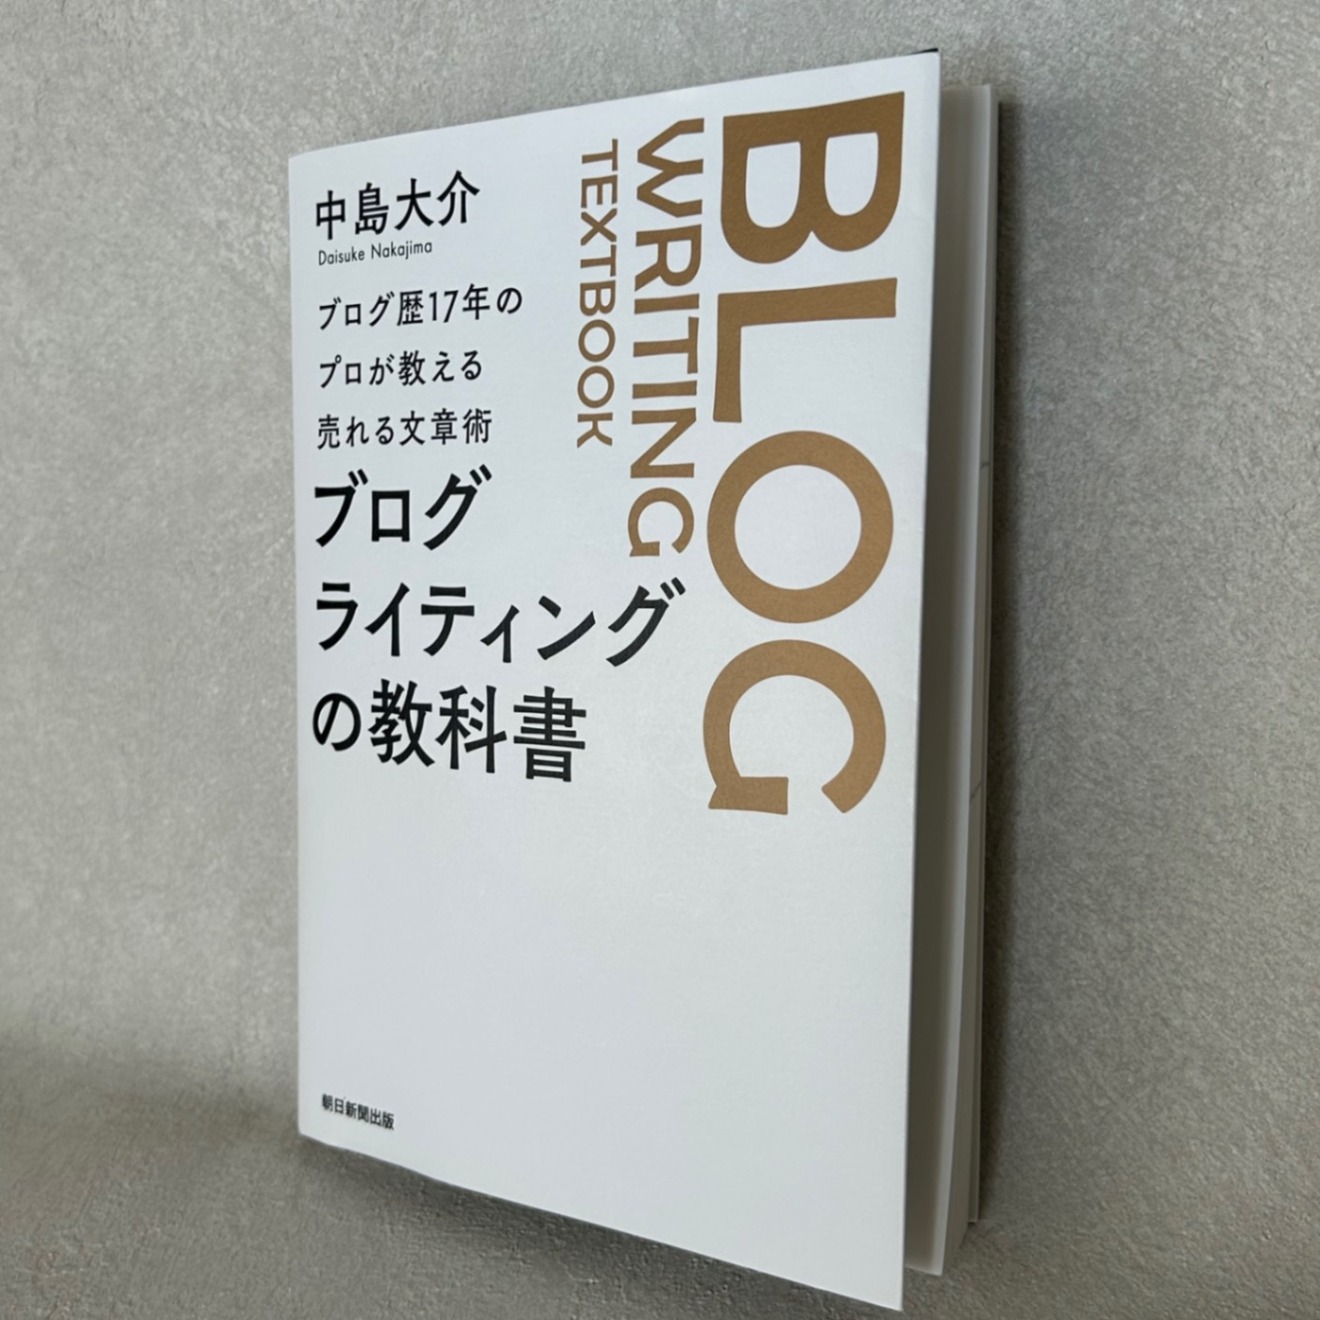 中島大介
Daisuke Nakajima
ブログ歴17年の
プロが教える
売れる文章術
ブログ
ライティング
の教科書
BLOG
WRITING
TEXTBOOK
朝日新聞出版